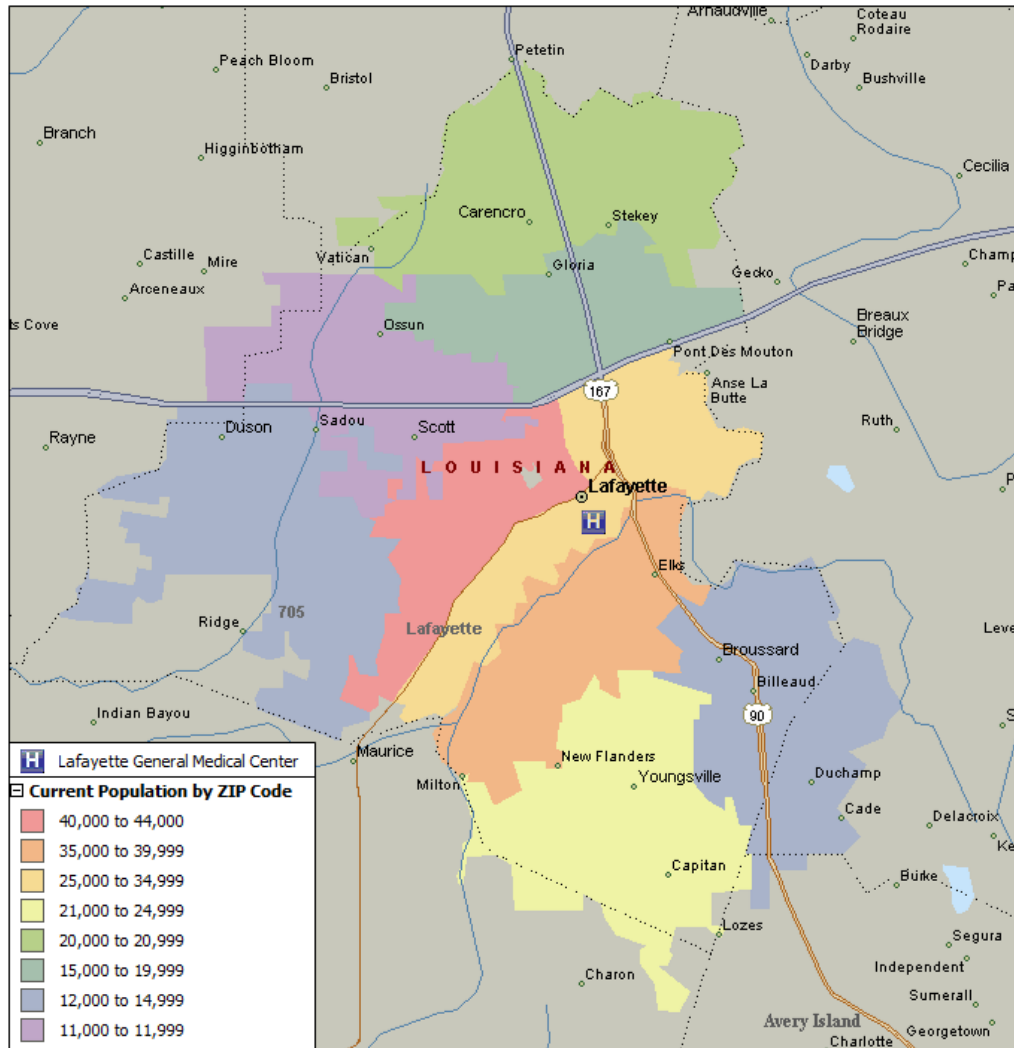 Arnaudville
Coteau
Rodaire
Petetin
Darby
Peach Bloom
Bristol
Bushville
Branch
Higginbotham
Cecilia
Carencro
Stekey
Castille
Mire
Vatican
Gloria
Gecko
Champ
Arceneaux
Pa
ts Cove
Ossun
Breaux
Bridge
Pont Des Mouton
167
Anse La
Butte
Rayne
Duson
Sadou
Scott
Ruth
LOUISIANA
Lafayette
H
P
Elks
705
Ridge
Lafayette
Leve
Broussard
Billeaud
Indian Bayou
90
S
Maurice
New Flanders
Milton
Youngsville
Duchamp
Cade
Delacroix
Ke
Capitan
Burke
Lozes
Segura
Charon
Independent
Sumerall
Avery Island
Georgetown
Charlotte
H Lafayette General Medical Center
Current Population by ZIP Code
40,000 to 44,000
35,000 to 39,999
25,000 to 34,999
21,000 to 24,999
20,000 to 20,999
15,000 to 19,999
12,000 to 14,999
11,000 to 11,999